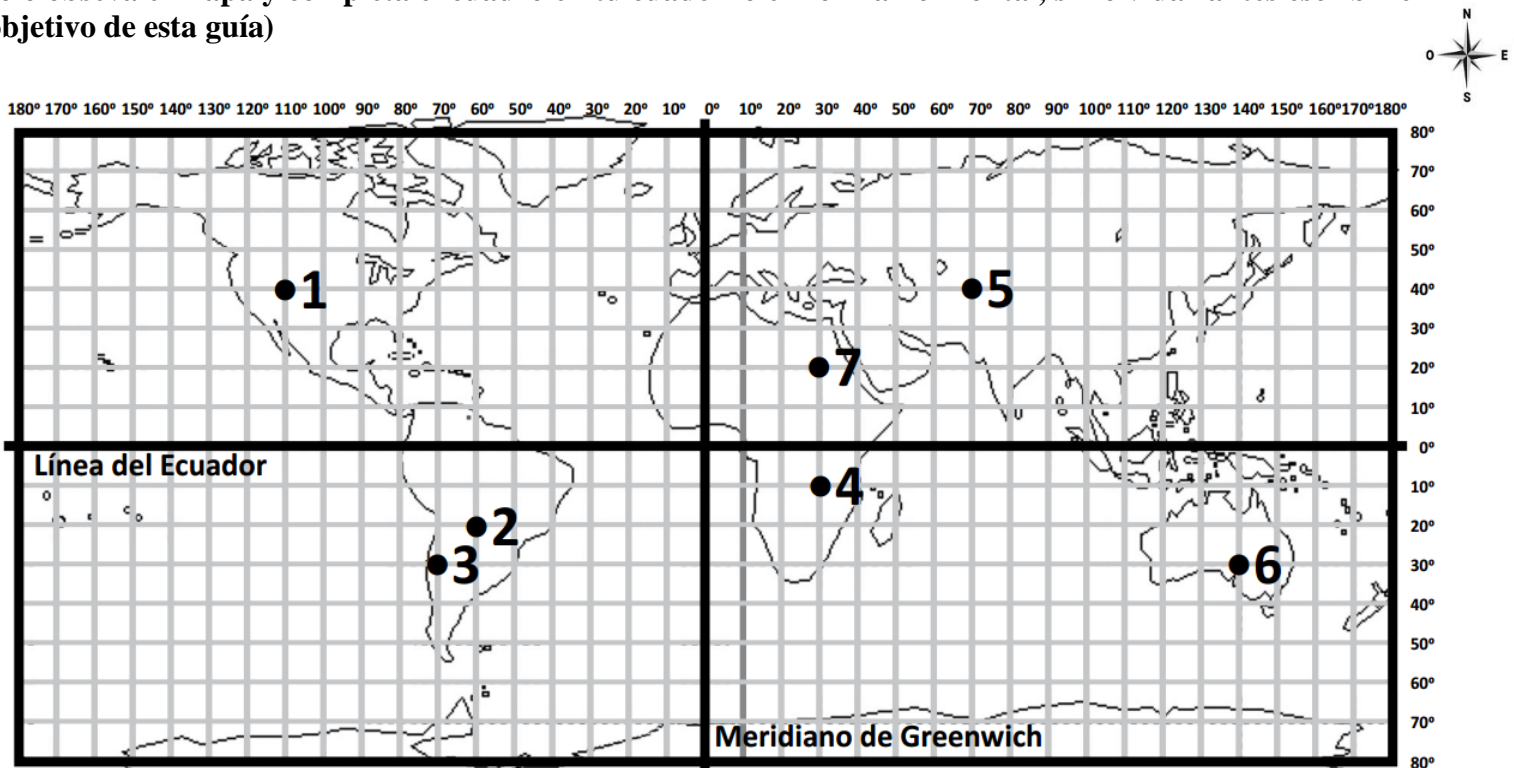 objetivo de esta guía)
N
O E
S
180º 170º 160º 150º 140º 130º 120º 110º 100º 90º 80º 70º 60º 50º 40º 30º 20º 10º 0º 10º 20º 30º 40º 50º 60º 70º 80º 90º 100º 110º 120º 130º 140º 150º 160º 170º 180º
80º
70º
60º
50º
1 5 40º
30º
7 20º
10º
0º
Línea del Ecuador
4 10º
2 20º
3 6 30º
40º
50º
60º
70º
Meridiano de Greenwich
80º